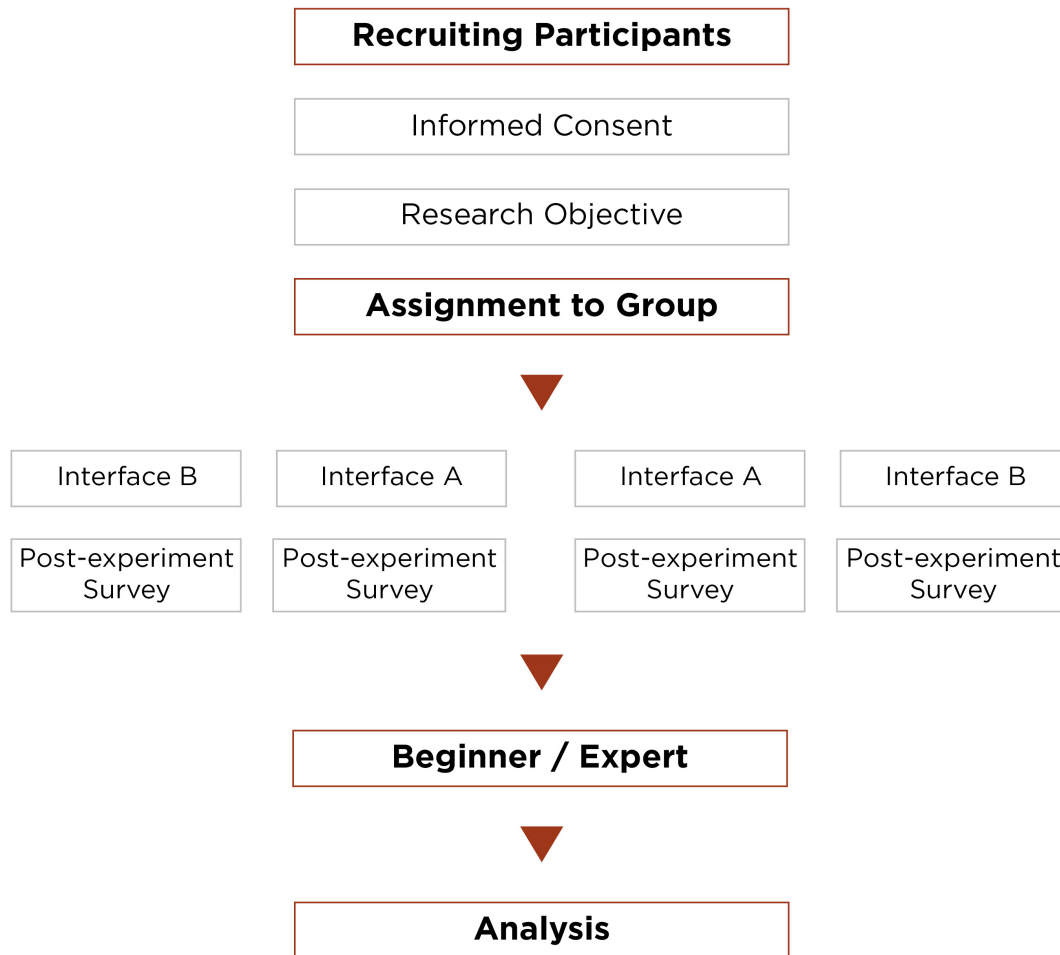 Recruiting Participants
Informed Consent
Research Objective
Assignment to Group
Interface B
Interface A
Interface A
Interface B
Post-experiment
Survey
Post-experiment
Survey
Post-experiment
Survey
Post-experiment
Survey
Beginner / Expert
Analysis